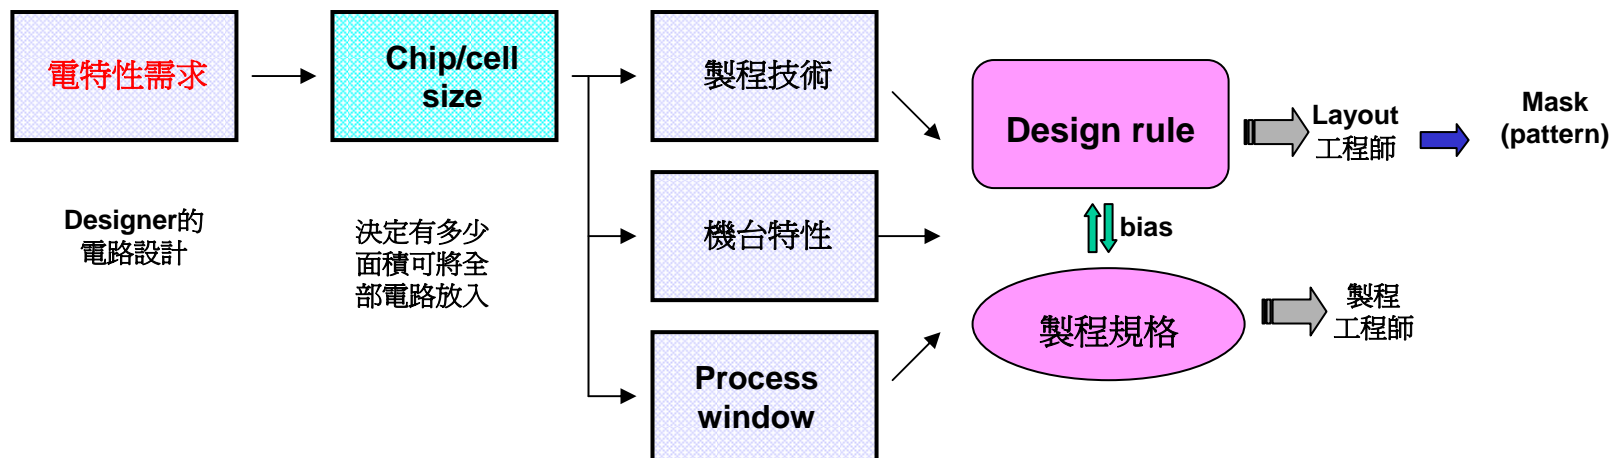 電特性需求
Designer的
電路設計
Chip/cell
size
決定有多少
面積可將全
部電路放入
製程技術
機台特性
Process
window
Design rule
bias
製程規格
Layout
工程師
Mask
(pattern)
製程
工程師